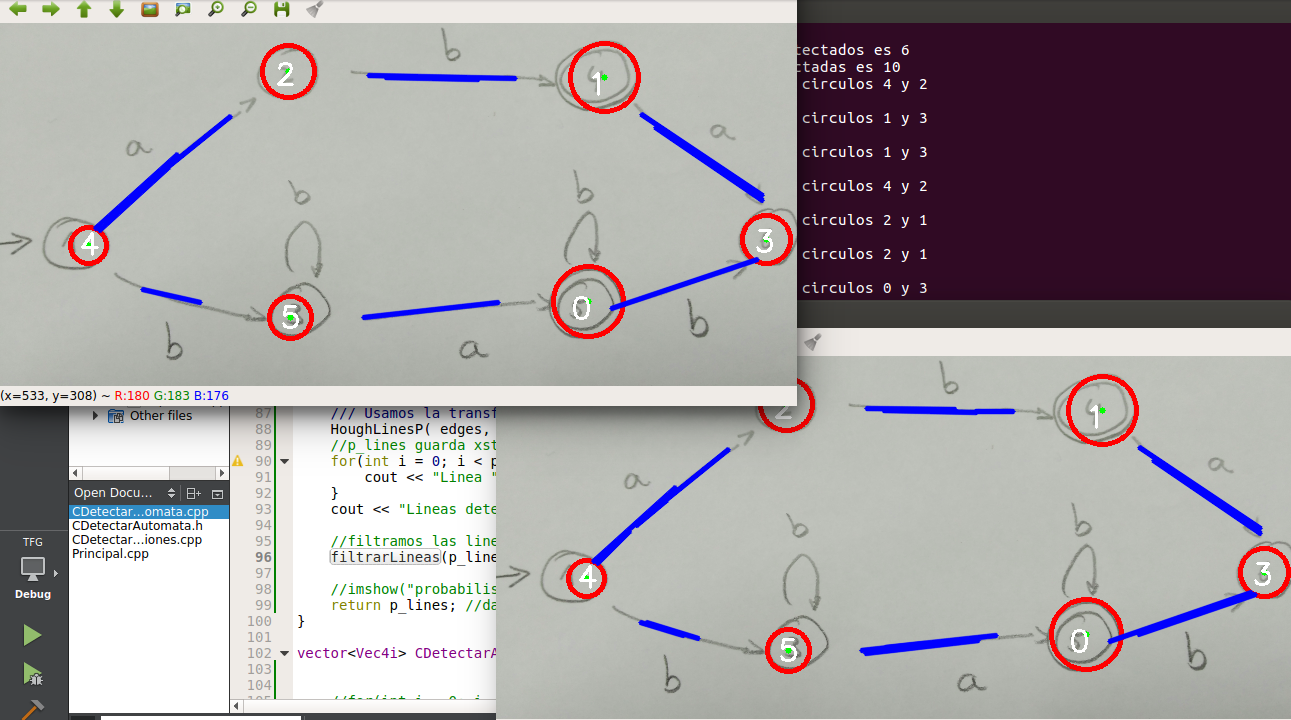 b
2
1
a
a
b
b
4
3
5
0
b
a
b
(x=533, y=308) ~ R:180 G:183 B:176
tectados es 6
ctadas es 10
circulos 4 y 2
circulos 1 y 3
circulos 1 y 3
circulos 4 y 2
circulos 2 y 1
circulos 2 y 1
circulos 0 y 3
Other files
Open Docu...
CDetectar...omata.cpp
CDetectarAutomata.h
CDetectar...iones.cpp
Principal.cpp
TFG
Debug
87 /// Usamos la transf
88 HoughLinesP( edges,
89 //p_lines guarda xst
90 for(int i = 0; i < p
91 cout << "Linea "
92 }
93 cout << "Lineas dete
94
95 //filtramos las line
96 filtrarLineas(p_line
97
98 //imshow("probabilis
99 return p_lines; //da
100 }
101
102 vector<Vec4i> CDetectarA
103
104
b
2
1
a
a
b
b
4
3
5
0
b
a
b